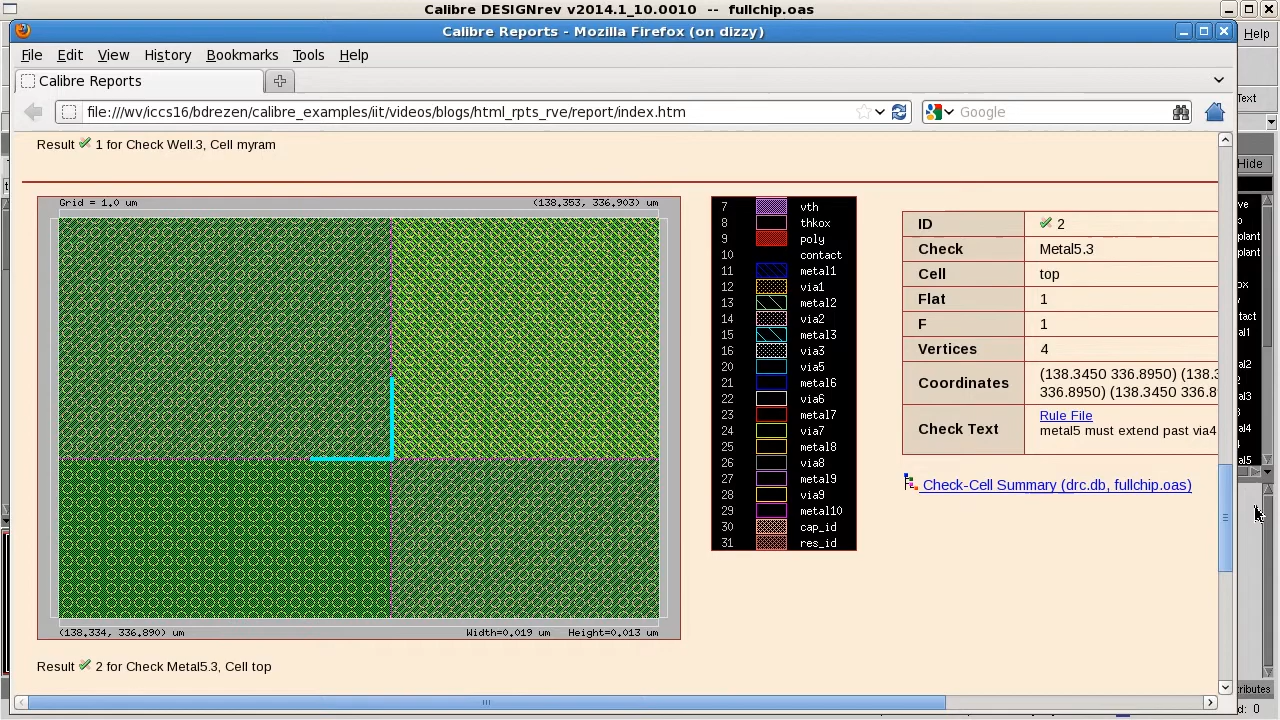 Calibre DESIGNrev v2014.1_10.0010 -- fullchip.oas
Calibre Reports - Mozilla Firefox (on dizzy)
Help
File Edit View History Bookmarks Tools Help
Calibre Reports
file:///wv/iccs16/bdrezen/calibre_examples/iit/videos/blogs/html_rpts_rve/report/index.htm
Google
Text
Hide
Result 1 for Check Well.3, Cell myram
Grid = 1.0 um (138.353, 336.903) um
7 vth
8 thkox
9 poly
10 contact
11 metal1
12 via1
13 metal2
14 via2
15 metal3
16 via3
20 via5
21 metal6
22 via6
23 metal7
24 via7
25 metal8
26 via8
27 metal9
28 via9
29 metal10
30 cap_id
31 res_id
ID 2
Check Metal5.3
Cell top
Flat 1
F 1
Vertices 4
Coordinates (138.3450 336.8950) (138.3
336.8950) (138.3450 336.8
Check Text Rule File
metal5 must extend past via4
Check-Cell Summary (drc.db, fullchip.oas)
(138.334, 336.890) um Width=0.019 um Height=0.013 um
Result 2 for Check Metal5.3, Cell top
ributes
d: 0